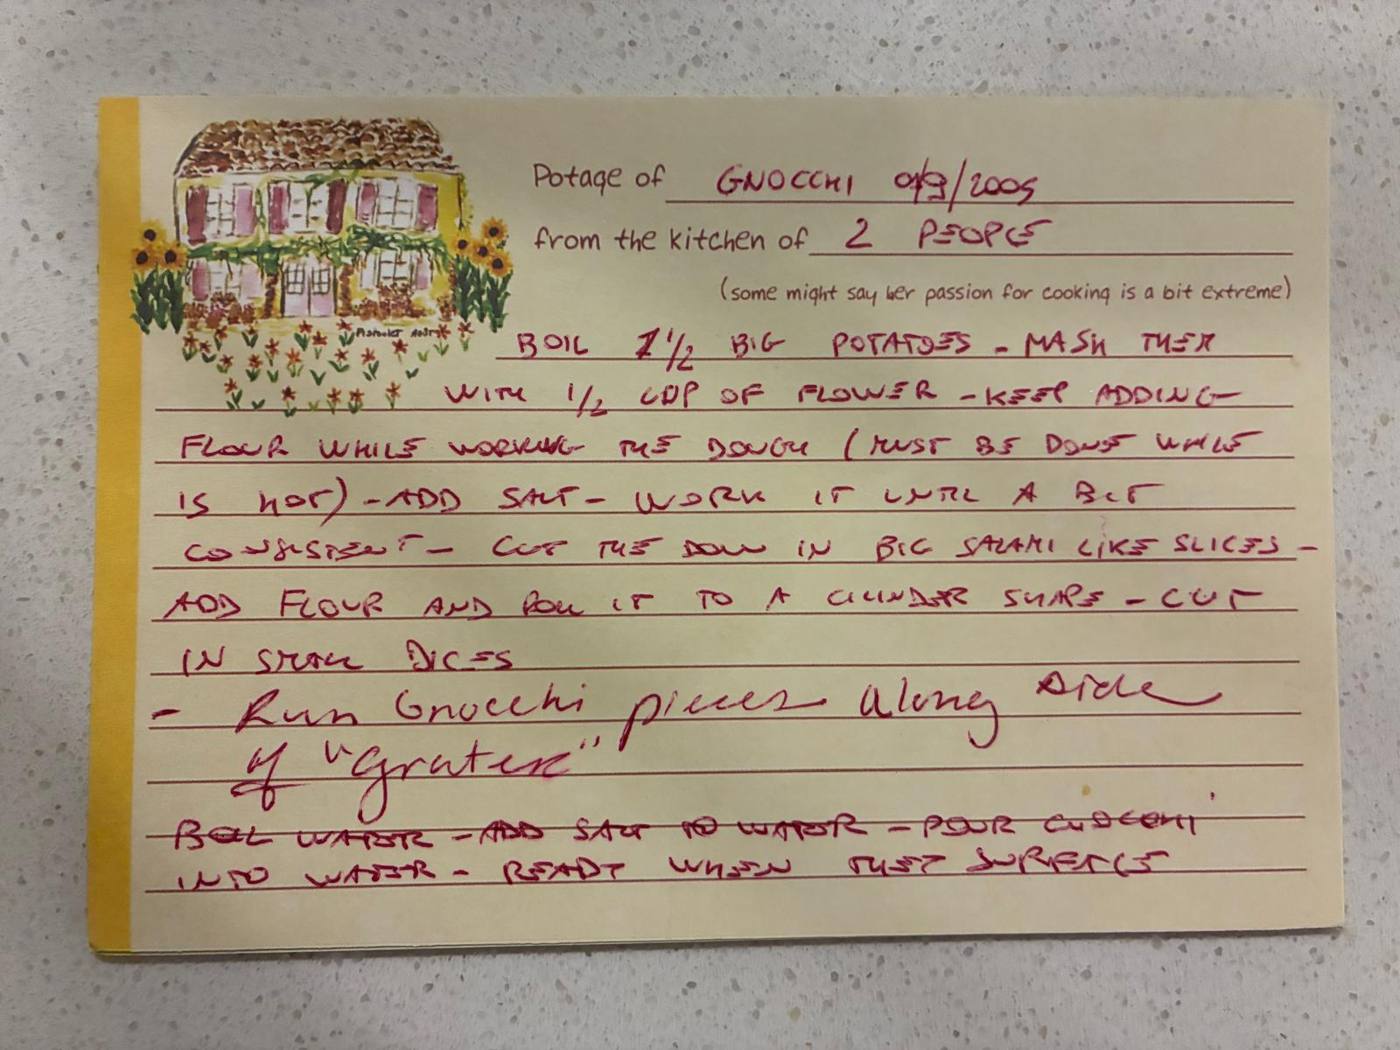 Potage of GNOCCHI 09/2005
from the kitchen of 2 PEOPLE
(some might say her passion for cooking is a bit extreme)
BOIL 1 1/2 BIG POTATOES - MASH THEM
WITH 1/2 CUP OF FLOWER - KEEP ADDING
FLOUR WHILE WORKING THE DOUGH (MUST BE DONE WHILE
IS HOT) - ADD SALT - WORK IT UNTIL A BIT
CONSISTENT - CUT THE DOW IN BIG SALAMI LIKE SLICES -
ADD FLOUR AND ROLL IT TO A CILINDER SHAPE - CUT
IN SMALL DICES
- Run Gnocchi pieces along side
of "Grater"
BOIL WATER - ADD SALT TO WATER - POUR GNOCCHI
INTO WATER - READY WHEN THEY SURFACE